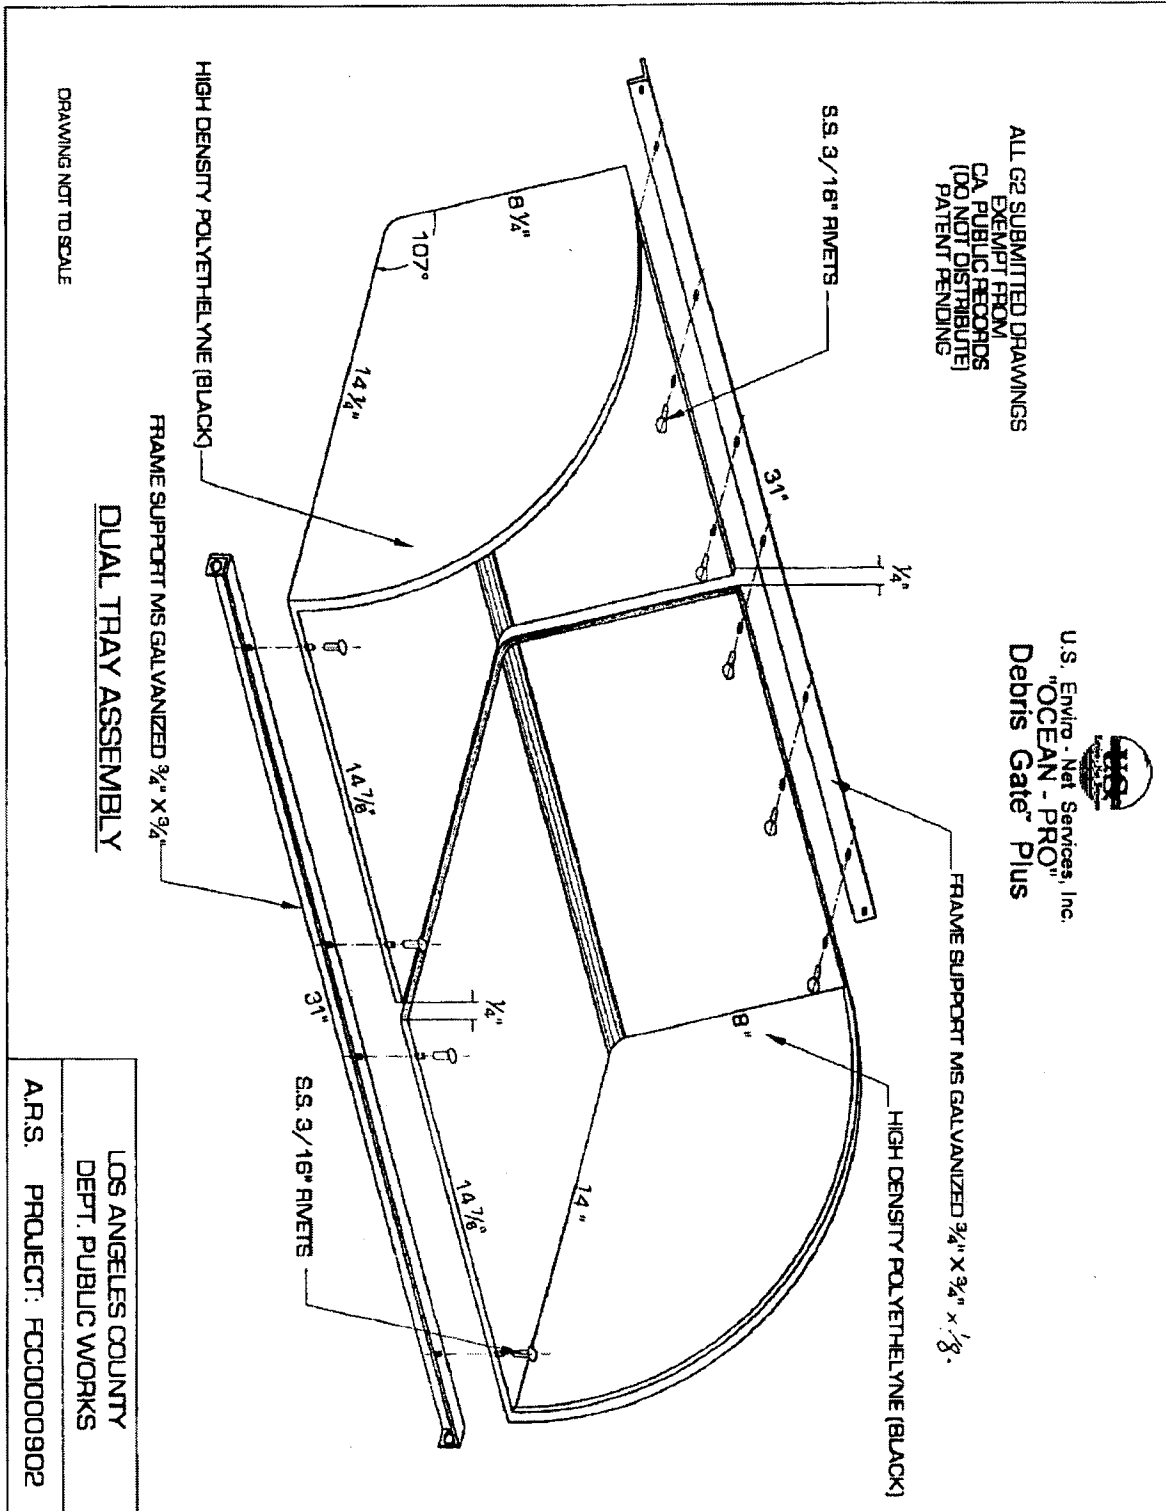 ALL G2 SUBMITTED DRAWINGS
EXEMPT FROM
CA. PUBLIC RECORDS
(DO NOT DISTRIBUTE)
PATENT PENDING
U.S. Enviro - Net Services, Inc.
"OCEAN - PRO"
Debris Gate" Plus
S.S. 3/16" RIVETS
FRAME SUPPORT MS GALVANIZED 3/4" X 3/4" x 1/8.
31"
1/4"
HIGH DENSITY POLYETHELYNE (BLACK)
8 1/4"
107°
14 3/4"
8"
14"
HIGH DENSITY POLYETHELYNE (BLACK)
14 7/8"
1/4"
14 7/8"
31"
S.S. 3/16" RIVETS
FRAME SUPPORT MS GALVANIZED 3/4" X 3/4"
DUAL TRAY ASSEMBLY
DRAWING NOT TO SCALE
LOS ANGELES COUNTY
DEPT. PUBLIC WORKS
A.R.S. PROJECT: FCC0000902